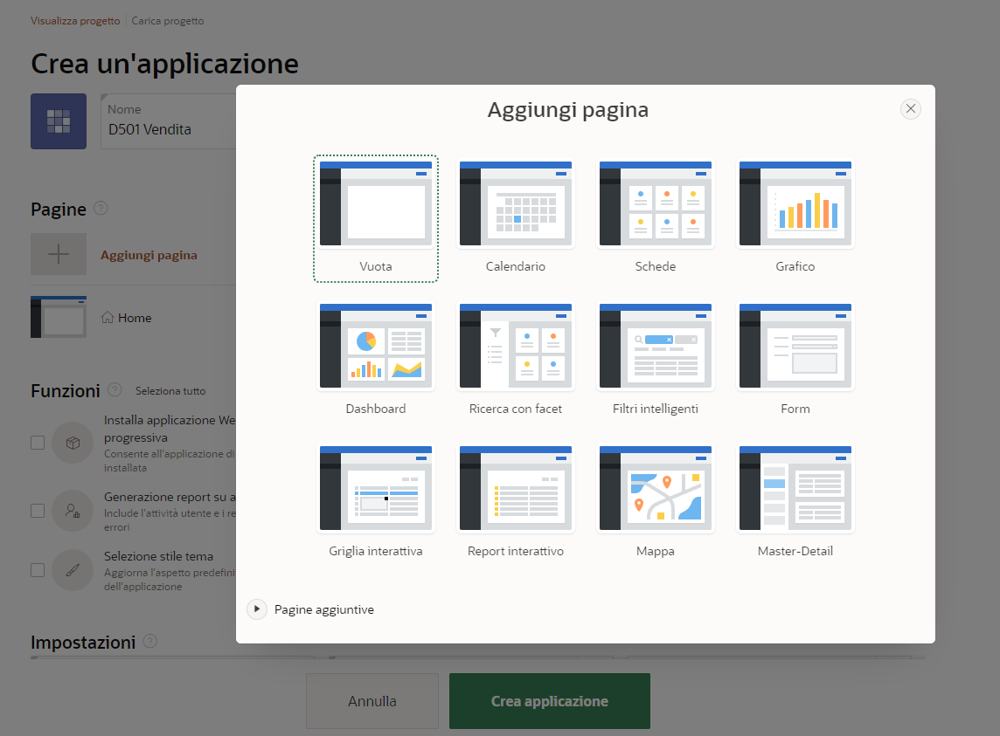 Visualizza progetto
Carica progetto
Crea un'applicazione
Nome
D501 Vendita
Pagine
Aggiungi pagina
Home
Funzioni
Seleziona tutto
Installa applicazione We
progressiva
Consente all'applicazione di
installata
Generazione report su a
Include l'attività utente e i re
errori
Selezione stile tema
Aggiorna l'aspetto predefini
dell'applicazione
Impostazioni
Annulla
Crea applicazione
Aggiungi pagina
Vuota
Calendario
Schede
Grafico
Dashboard
Ricerca con facet
Filtri intelligenti
Form
Griglia interattiva
Report interattivo
Mappa
Master-Detail
Pagine aggiuntive